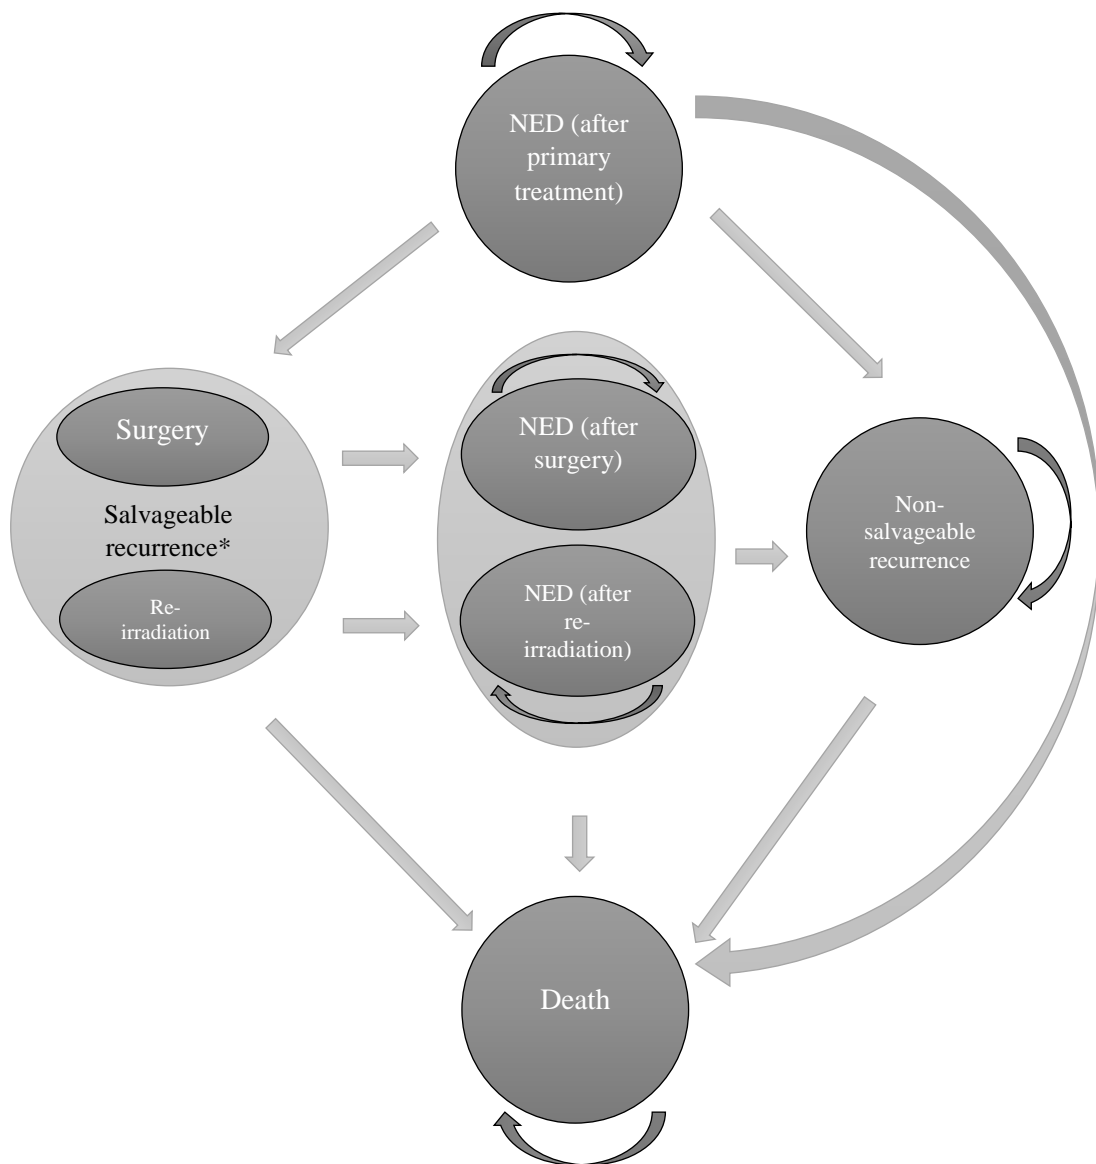 NED (after
primary
treatment)
Surgery
Salvageable
recurrence*
Re-
irradiation
NED (after
surgery)
NED (after
re-
irradiation)
Non-
salvageable
recurrence
Death